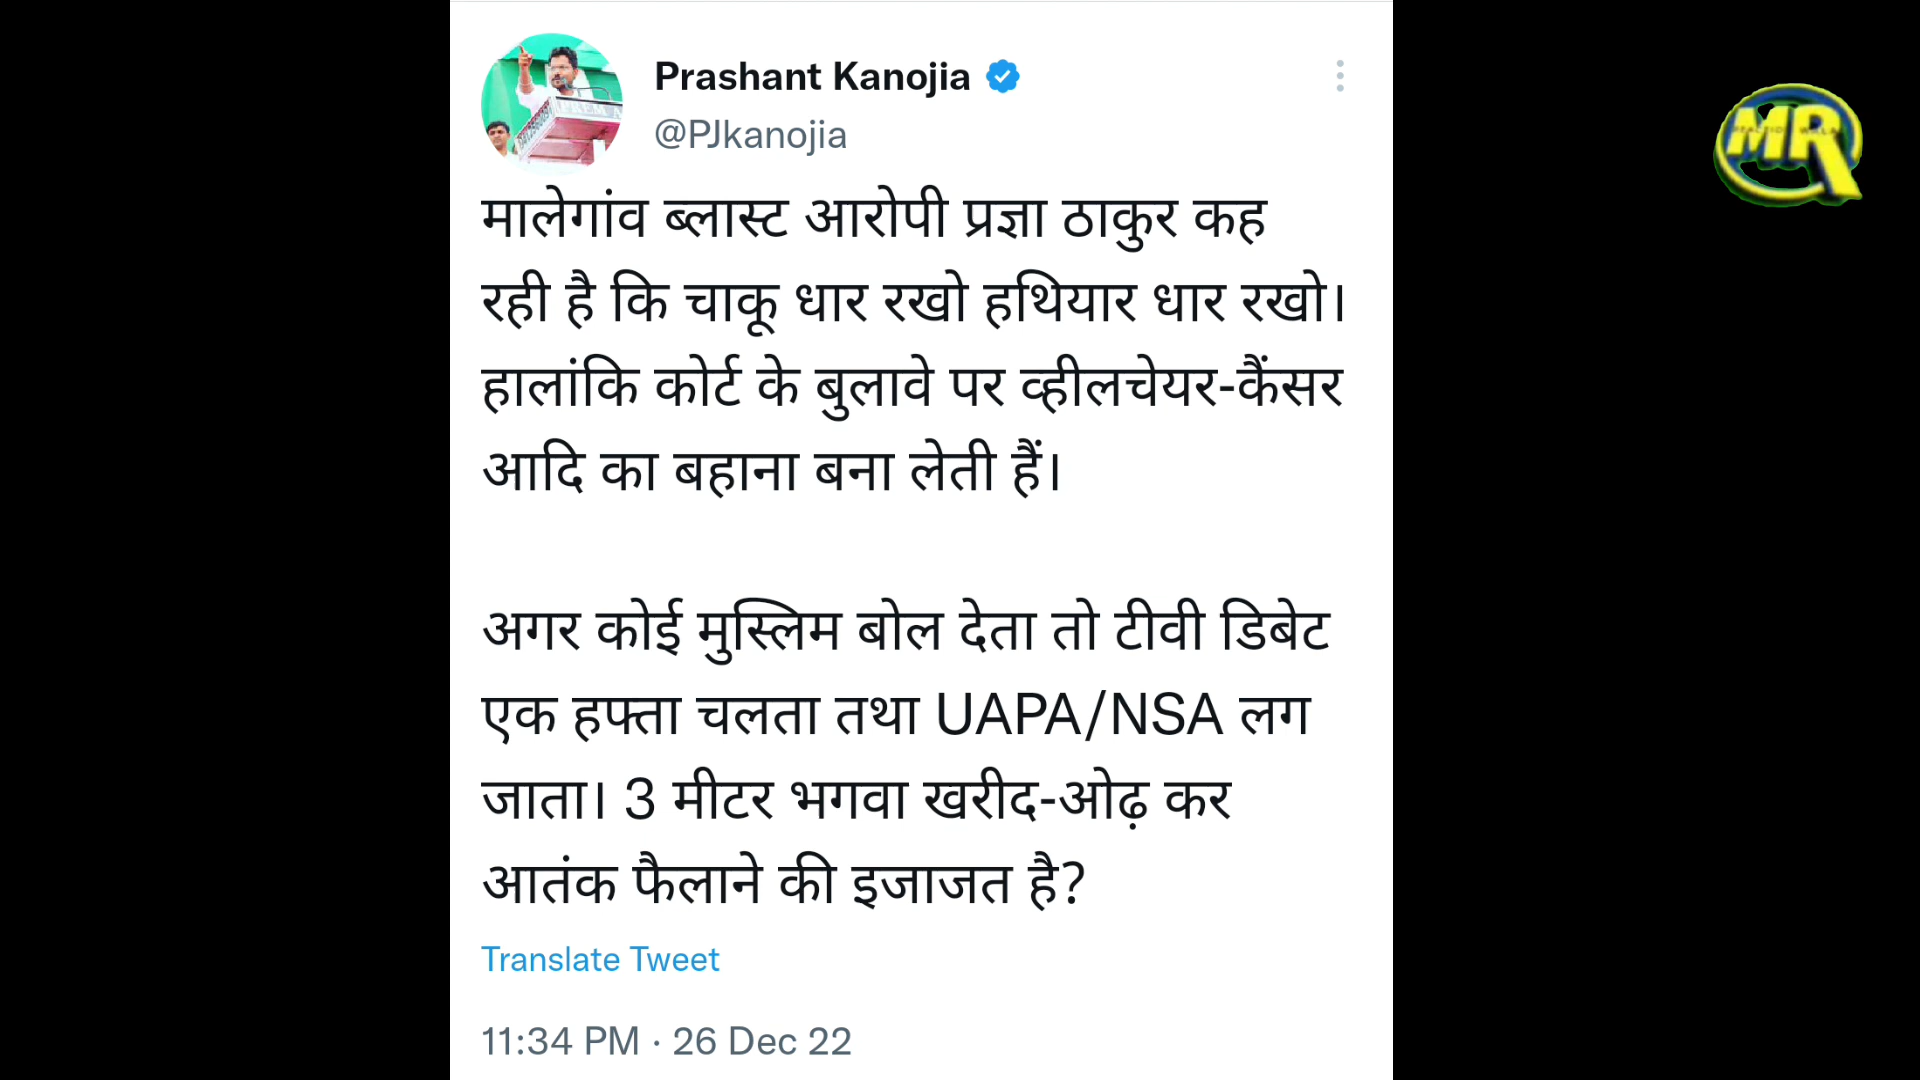 Prashant Kanojia
@PJkanojia
मालेगांव ब्लास्ट आरोपी प्रज्ञा ठाकुर कह
रही है कि चाकू धार रखो हथियार धार रखो।
हालांकि कोर्ट के बुलावे पर व्हीलचेयर-कैंसर
आदि का बहाना बना लेती हैं।
अगर कोई मुस्लिम बोल देता तो टीवी डिबेट
एक हफ्ता चलता तथा UAPA/NSA लग
जाता। 3 मीटर भगवा खरीद-ओढ़ कर
आतंक फैलाने की इजाजत है?
Translate Tweet
11:34 PM · 26 Dec 22
MR